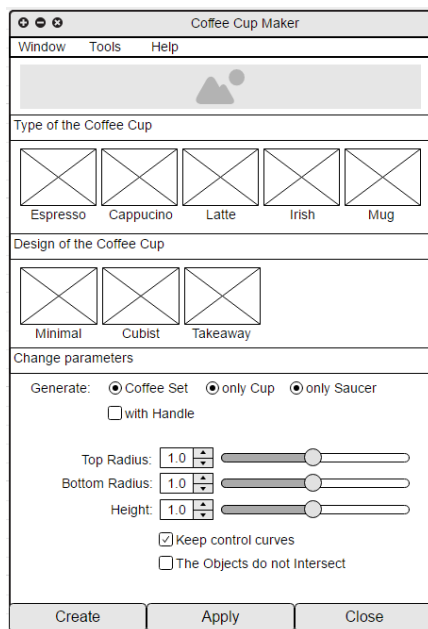 Coffee Cup Maker
Window Tools Help
Type of the Coffee Cup
Espresso Cappucino Latte Irish Mug
Design of the Coffee Cup
Minimal Cubist Takeaway
Change parameters
Generate: Coffee Set only Cup only Saucer
with Handle
Top Radius: 1.0
Bottom Radius: 1.0
Height: 1.0
Keep control curves
The Objects do not Intersect
Create Apply Close